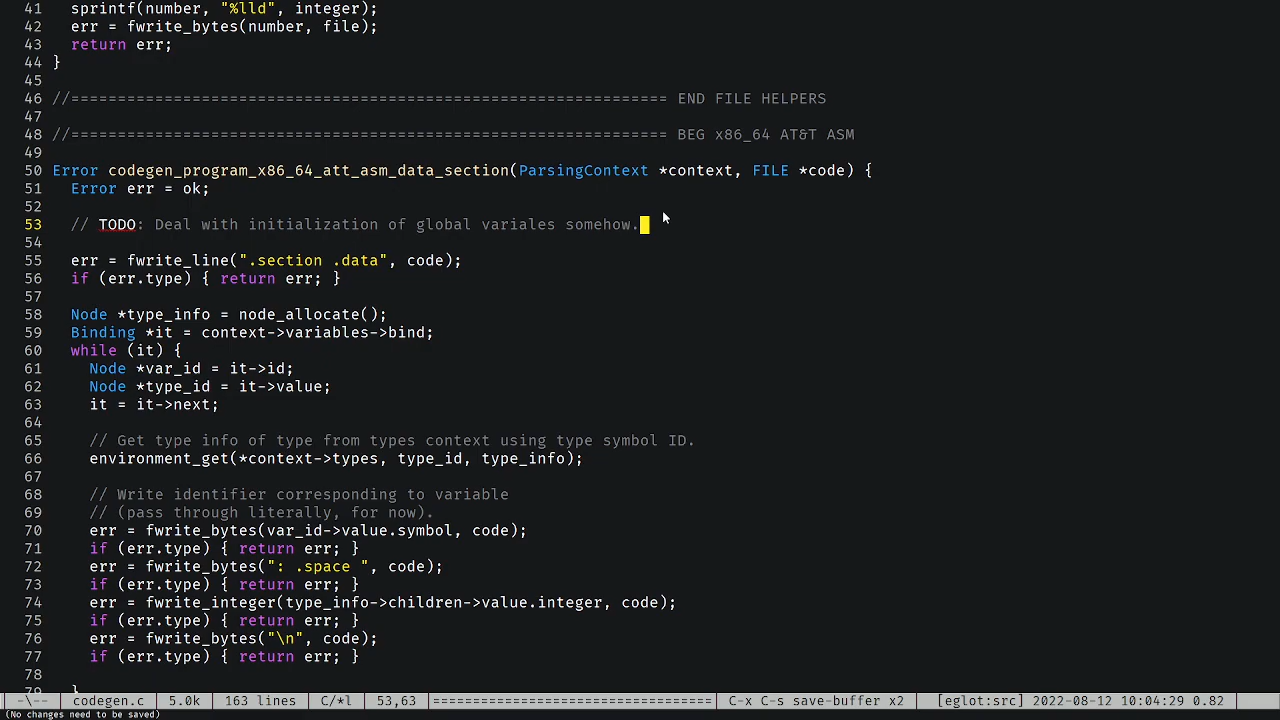 41   sprintf(number, "%lld", integer);
42   err = fwrite_bytes(number, file);
43   return err;
44 }
45
46 //================================================================ END FILE HELPERS
47
48 //================================================================ BEG x86_64 AT&T ASM
49
50 Error codegen_program_x86_64_att_asm_data_section(ParsingContext *context, FILE *code) {
51   Error err = ok;
52
53   // TODO: Deal with initialization of global variales somehow.
54
55   err = fwrite_line(".section .data", code);
56   if (err.type) { return err; }
57
58   Node *type_info = node_allocate();
59   Binding *it = context->variables->bind;
60   while (it) {
61     Node *var_id = it->id;
62     Node *type_id = it->value;
63     it = it->next;
64
65     // Get type info of type from types context using type symbol ID.
66     environment_get(*context->types, type_id, type_info);
67
68     // Write identifier corresponding to variable
69     // (pass through literally, for now).
70     err = fwrite_bytes(var_id->value.symbol, code);
71     if (err.type) { return err; }
72     err = fwrite_bytes(": .space ", code);
73     if (err.type) { return err; }
74     err = fwrite_integer(type_info->children->value.integer, code);
75     if (err.type) { return err; }
76     err = fwrite_bytes("\n", code);
77     if (err.type) { return err; }
78
79   }
-\-- codegen.c 5.0k 163 lines C/*l 53,63 ============================== C-x C-s save-buffer x2 [eglot:src] 2022-08-12 10:04:29 0.82
(No changes need to be saved)